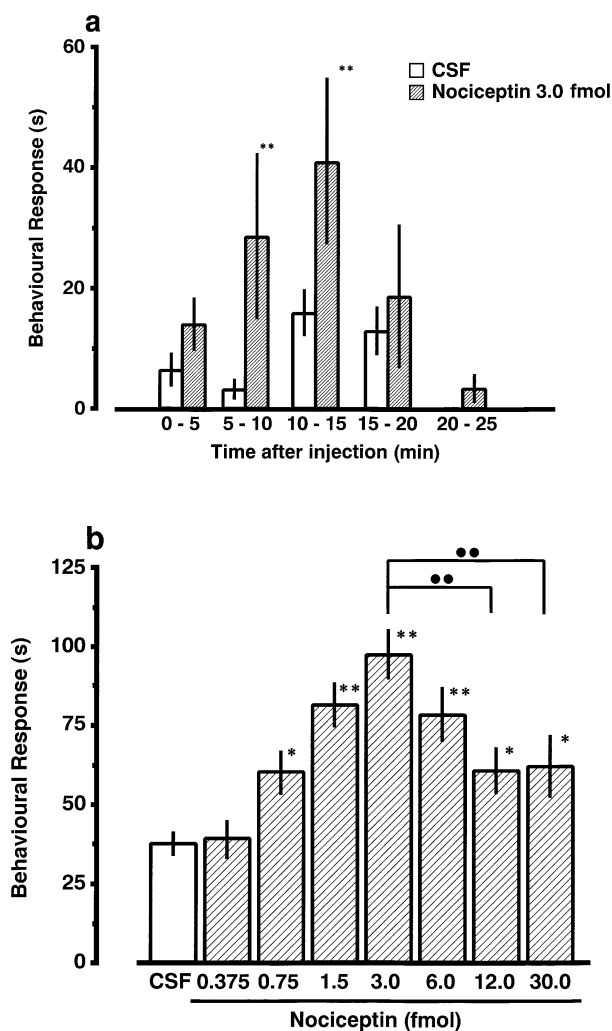 a
60
40
20
0
Behavioural Response (s)
CSF
Nociceptin 3.0 fmol
**
**
0 - 5 5 - 10 10 - 15 15 - 20 20 - 25
Time after injection (min)
b
125
100
75
50
25
0
Behavioural Response (s)
●●
●●
*
**
**
**
*
*
CSF 0.375 0.75 1.5 3.0 6.0 12.0 30.0
Nociceptin (fmol)